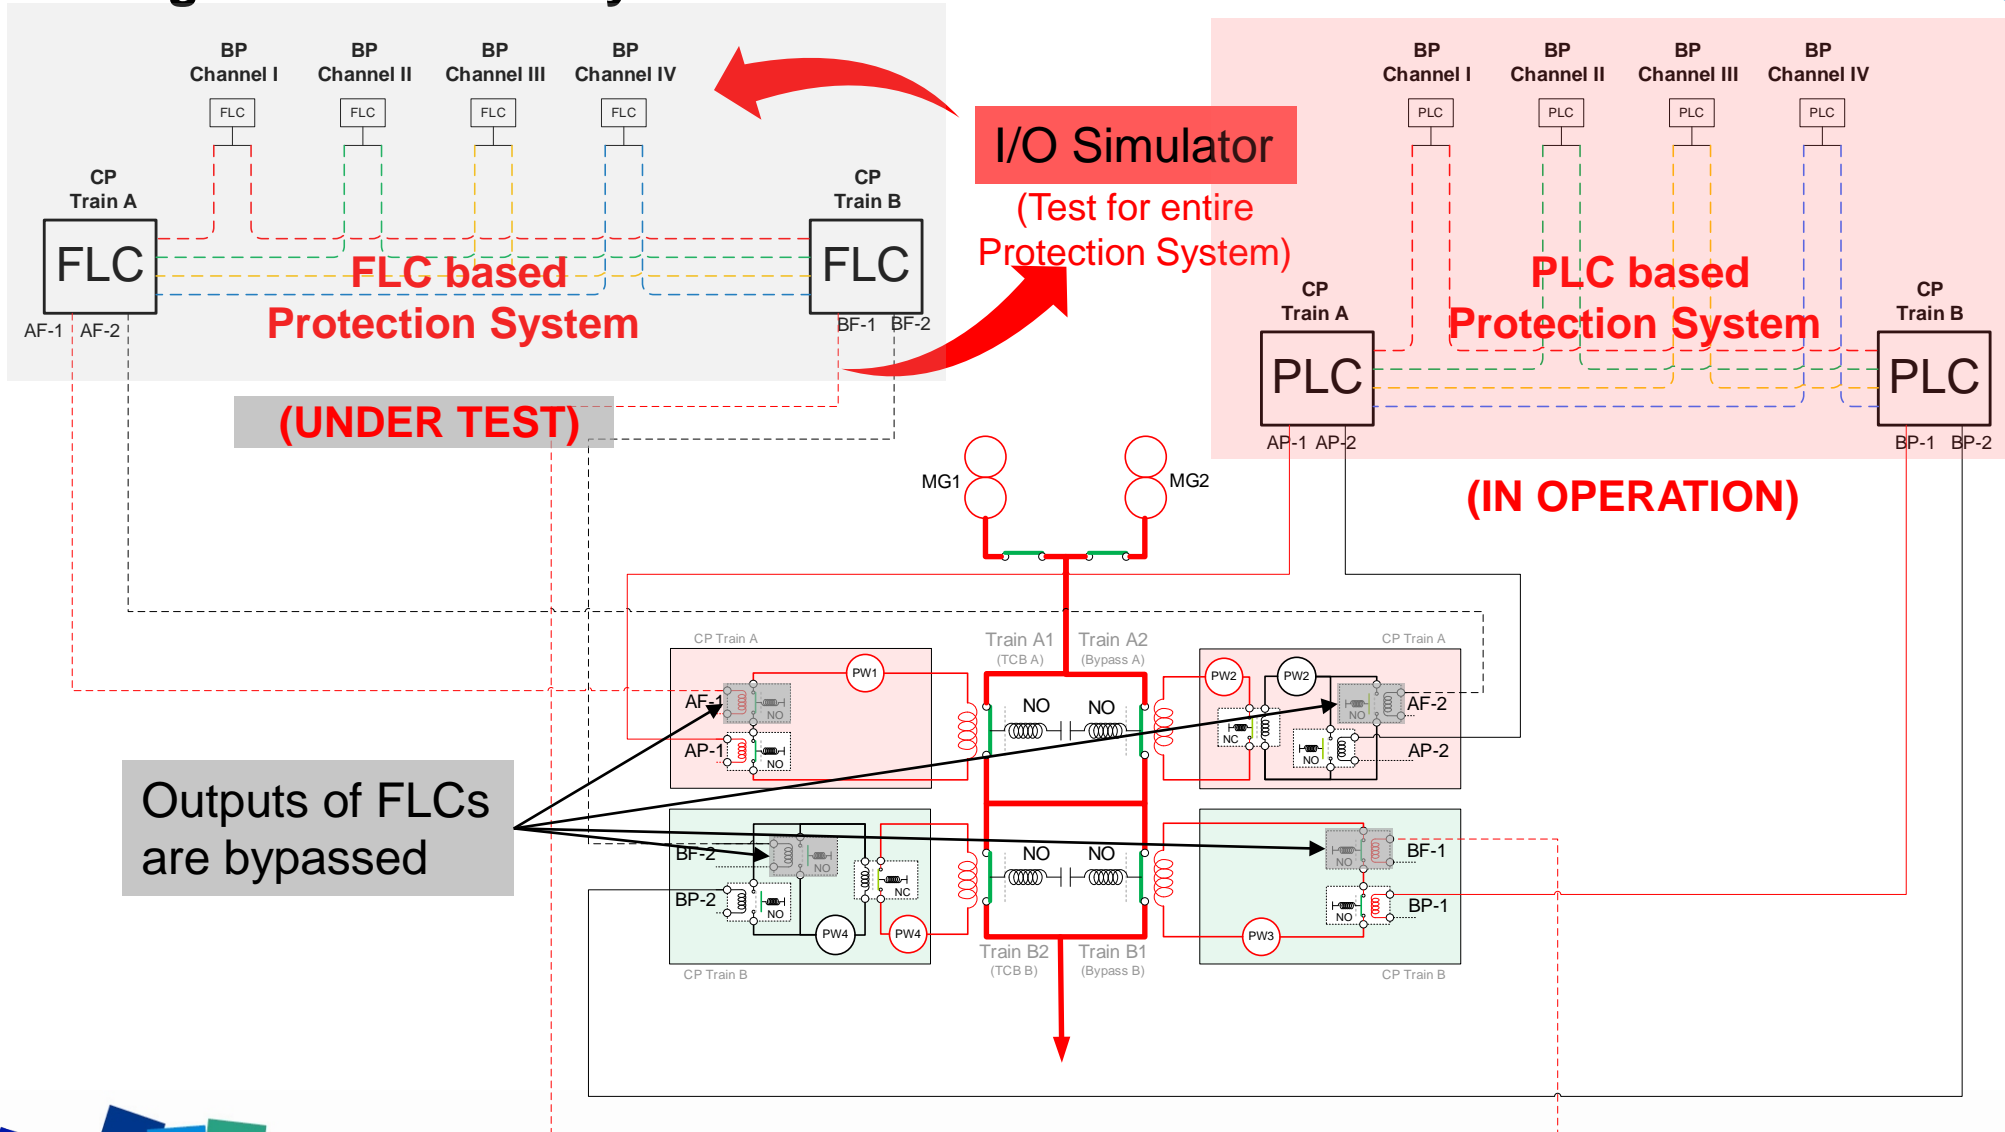 BP
Channel I
BP
Channel II
BP
Channel III
BP
Channel IV
FLC
FLC
FLC
FLC
CP
Train A
CP
Train B
FLC
FLC
FLC based
Protection System
AF-1
AF-2
BF-1
BF-2
(UNDER TEST)
I/O Simulator
(Test for entire
Protection System)
BP
Channel I
BP
Channel II
BP
Channel III
BP
Channel IV
PLC
PLC
PLC
PLC
CP
Train A
CP
Train B
PLC
PLC
PLC based
Protection System
AP-1
AP-2
BP-1
BP-2
(IN OPERATION)
MG1
MG2
CP Train A
Train A1
(TCB A)
Train A2
(Bypass A)
CP Train A
PW1
AF-1
NO
AP-1
NO
NO
NO
PW2
PW2
NC
NO
NO
AF-2
AP-2
Outputs of FLCs
are bypassed
BF-2
NO
BP-2
NO
NC
PW4
PW4
NO
NO
NO
BF-1
NO
BP-1
PW3
Train B2
(TCB B)
Train B1
(Bypass B)
CP Train B
CP Train B